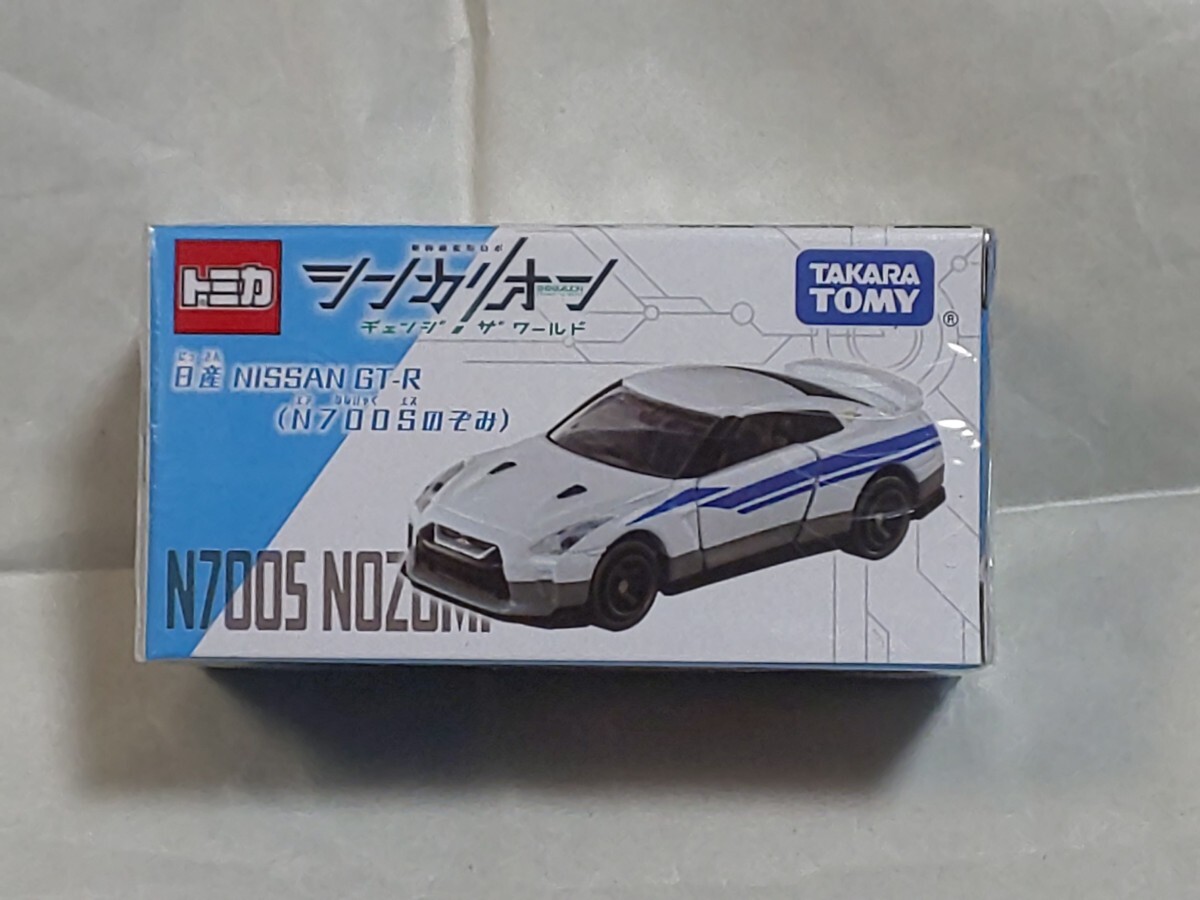 トミカ
新幹線変形ロボ
シンカリオン
チェンジ ザ ワールド
TAKARA
TOMY
®
にっさん
日産 NISSAN GT-R
エヌ ななひゃく エス
(N700Sのぞみ)
N700S NOZOMI